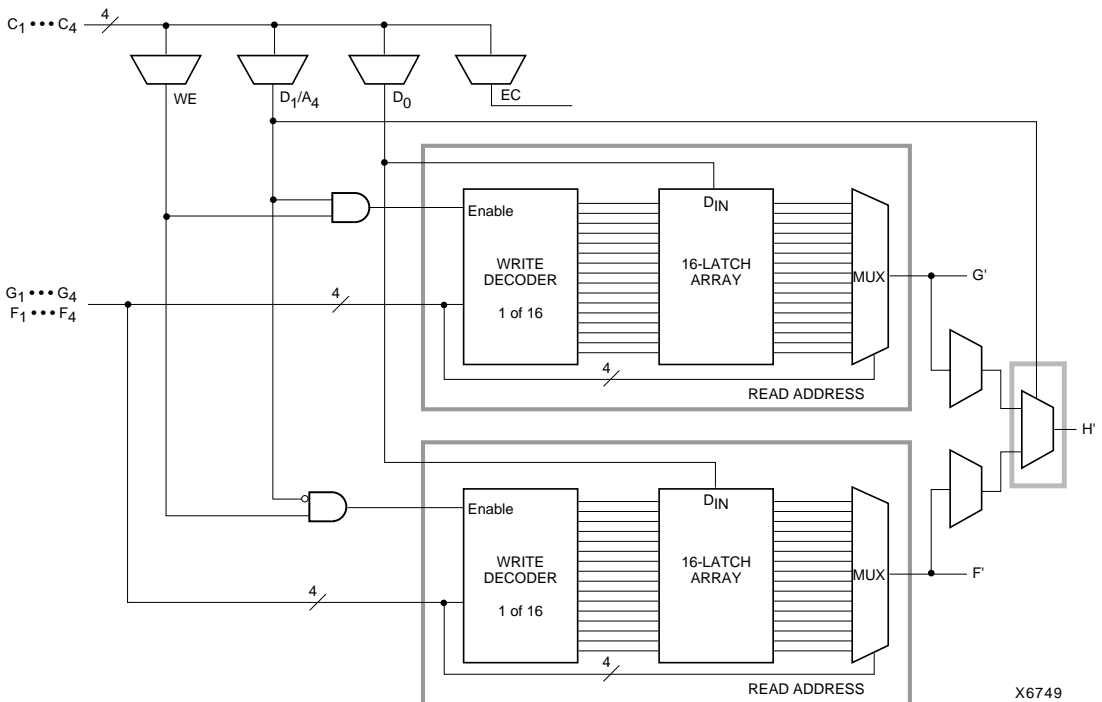 C1 ••• C4
4
WE
D1/A4
D0
EC
Enable
WRITE
DECODER
1 of 16
DIN
16-LATCH
ARRAY
MUX
G'
G1 ••• G4
F1 ••• F4
4
4
READ ADDRESS
H'
Enable
WRITE
DECODER
1 of 16
DIN
16-LATCH
ARRAY
MUX
F'
4
4
READ ADDRESS
X6749